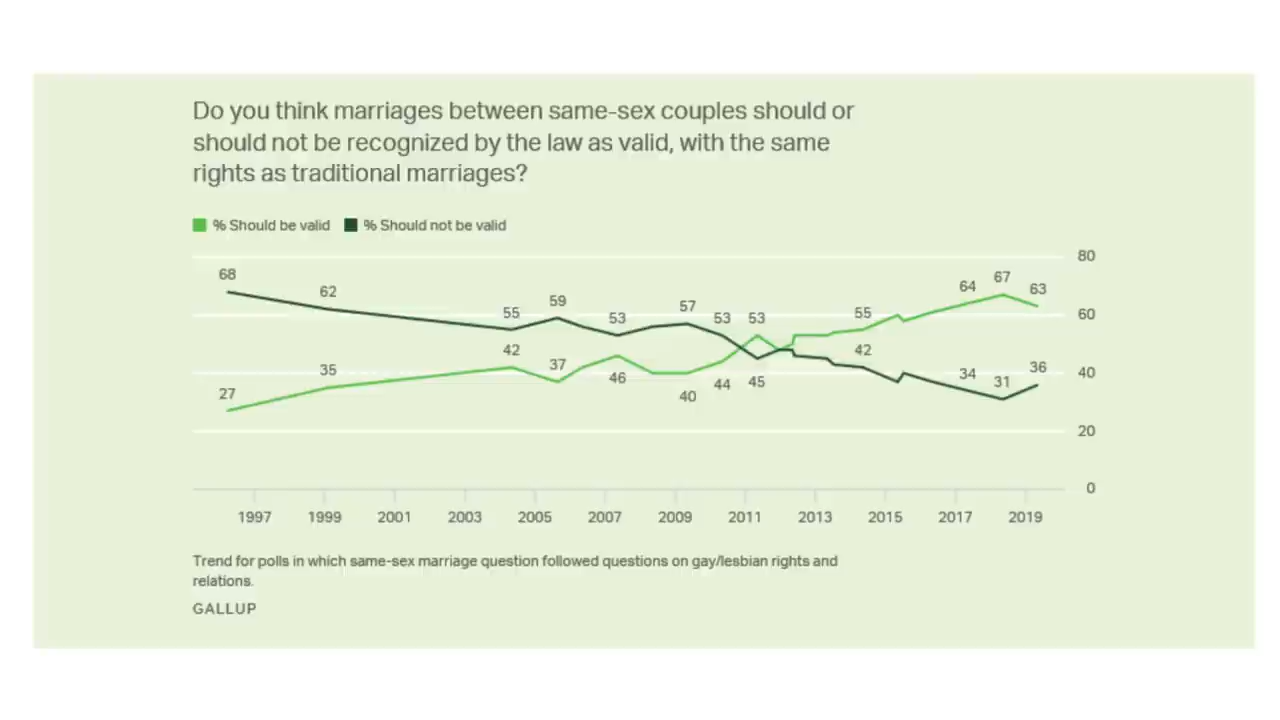 Do you think marriages between same-sex couples should or
should not be recognized by the law as valid, with the same
rights as traditional marriages?
% Should be valid % Should not be valid
80
60
40
20
0
68 62 55 59 53 57 53 53 55 64 67 63
27 35 42 37 46 40 44 45 42 34 31 36
1997 1999 2001 2003 2005 2007 2009 2011 2013 2015 2017 2019
Trend for polls in which same-sex marriage question followed questions on gay/lesbian rights and
relations.
GALLUP